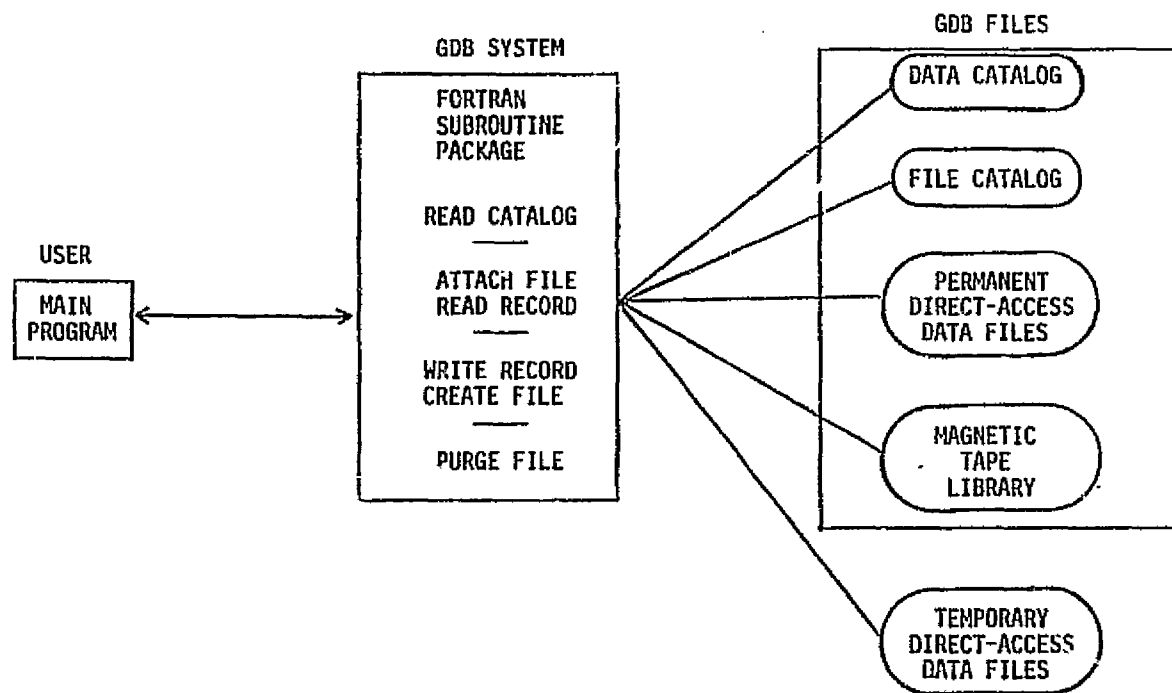 USER
MAIN
PROGRAM
GDB SYSTEM
FORTRAN
SUBROUTINE
PACKAGE
READ CATALOG
ATTACH FILE
READ RECORD
WRITE RECORD
CREATE FILE
PURGE FILE
GDB FILES
DATA CATALOG
FILE CATALOG
PERMANENT
DIRECT-ACCESS
DATA FILES
MAGNETIC
TAPE
LIBRARY
TEMPORARY
DIRECT-ACCESS
DATA FILES